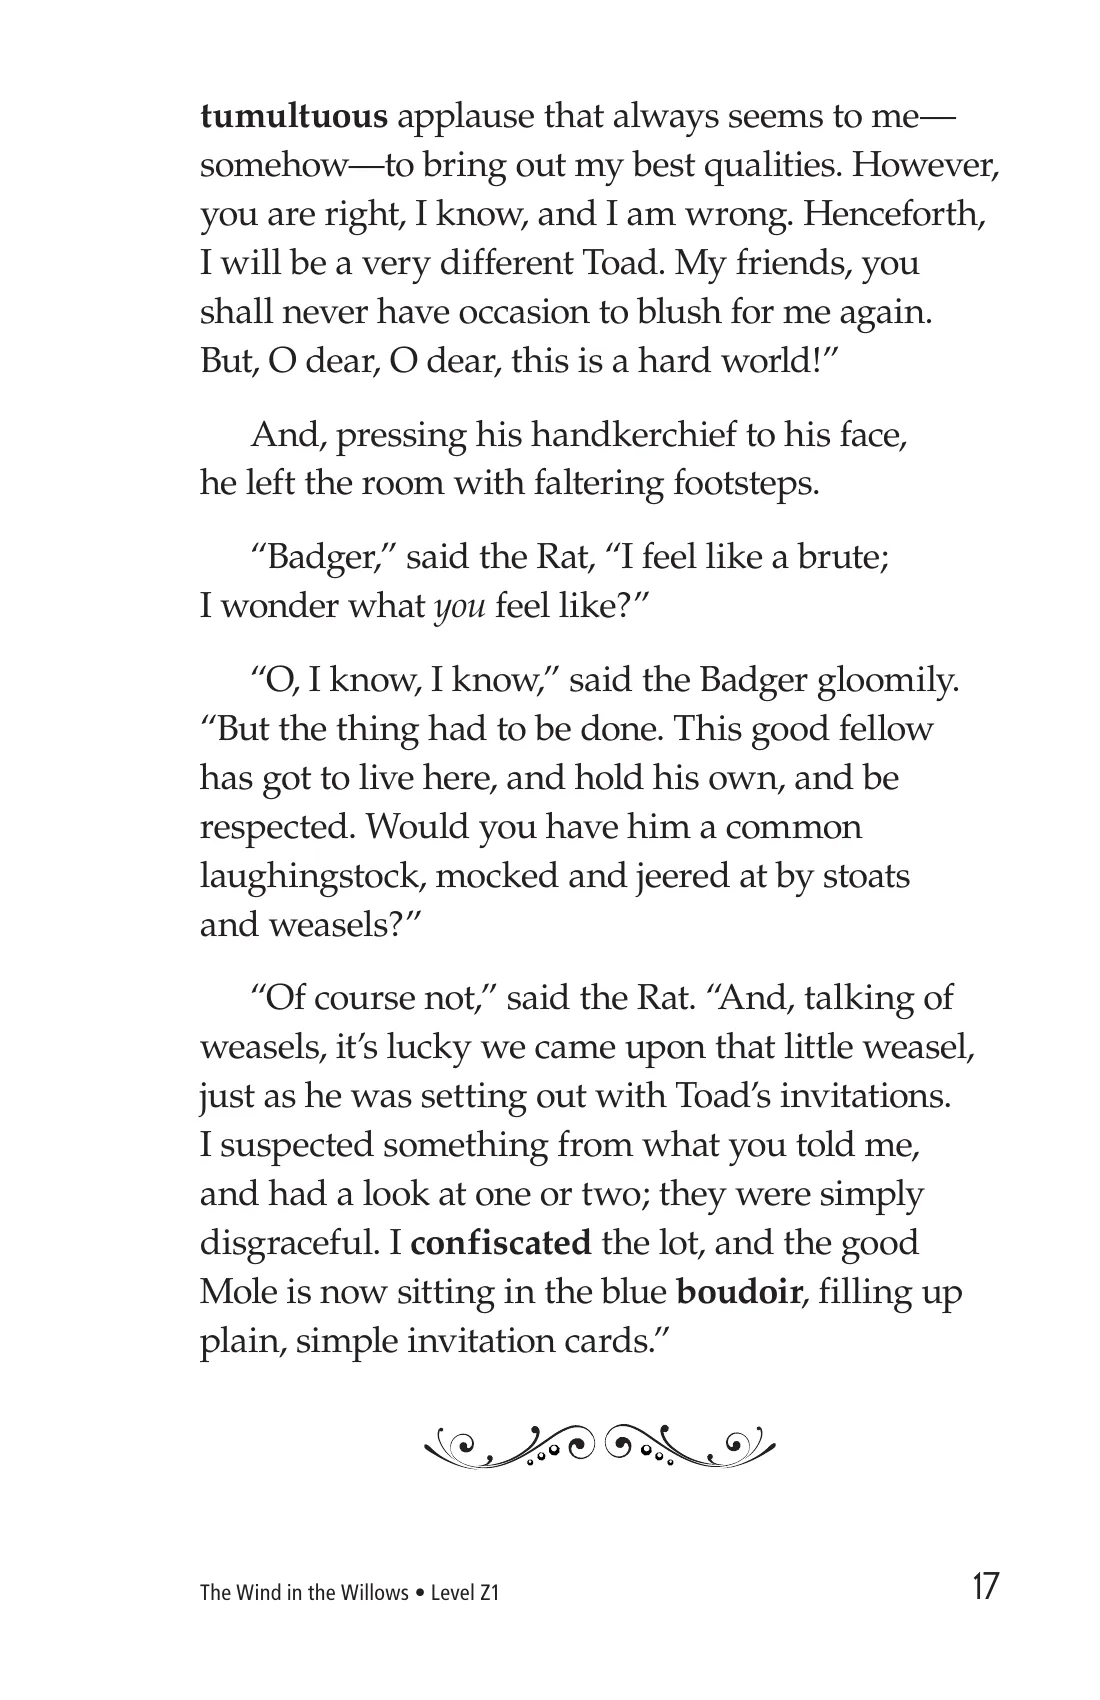 tumultuous applause that always seems to me—
somehow—to bring out my best qualities. However,
you are right, I know, and I am wrong. Henceforth,
I will be a very different Toad. My friends, you
shall never have occasion to blush for me again.
But, O dear, O dear, this is a hard world!”
And, pressing his handkerchief to his face,
he left the room with faltering footsteps.
“Badger,” said the Rat, “I feel like a brute;
I wonder what you feel like?”
“O, I know, I know,” said the Badger gloomily.
“But the thing had to be done. This good fellow
has got to live here, and hold his own, and be
respected. Would you have him a common
laughingstock, mocked and jeered at by stoats
and weasels?”
“Of course not,” said the Rat. “And, talking of
weasels, it’s lucky we came upon that little weasel,
just as he was setting out with Toad’s invitations.
I suspected something from what you told me,
and had a look at one or two; they were simply
disgraceful. I confiscated the lot, and the good
Mole is now sitting in the blue boudoir, filling up
plain, simple invitation cards.”
The Wind in the Willows • Level Z1
17